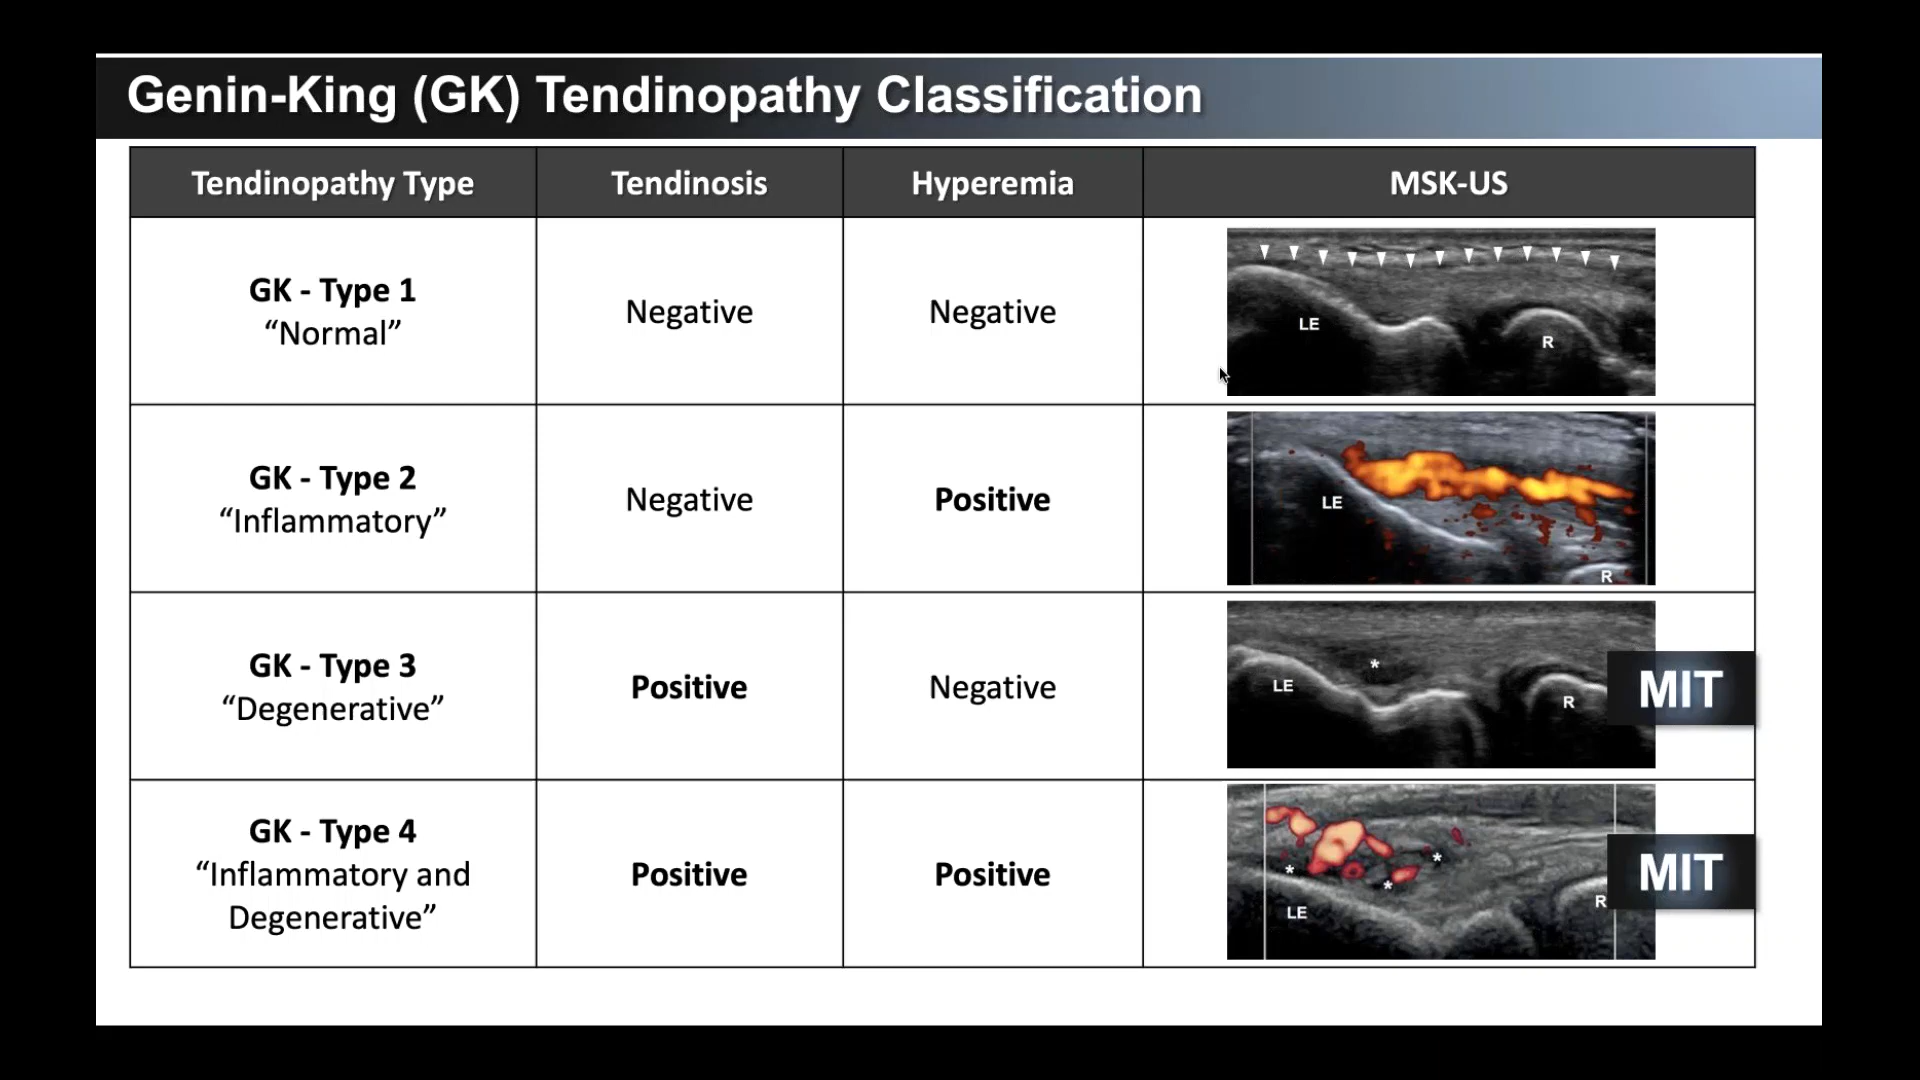 Genin-King (GK) Tendinopathy Classification
Tendinopathy Type
Tendinosis
Hyperemia
MSK-US
GK - Type 1
“Normal”
Negative
Negative
LE
R
GK - Type 2
“Inflammatory”
Negative
Positive
LE
R
GK - Type 3
“Degenerative”
Positive
Negative
*
LE
R
MIT
GK - Type 4
“Inflammatory and
Degenerative”
Positive
Positive
*
*
*
LE
R
MIT